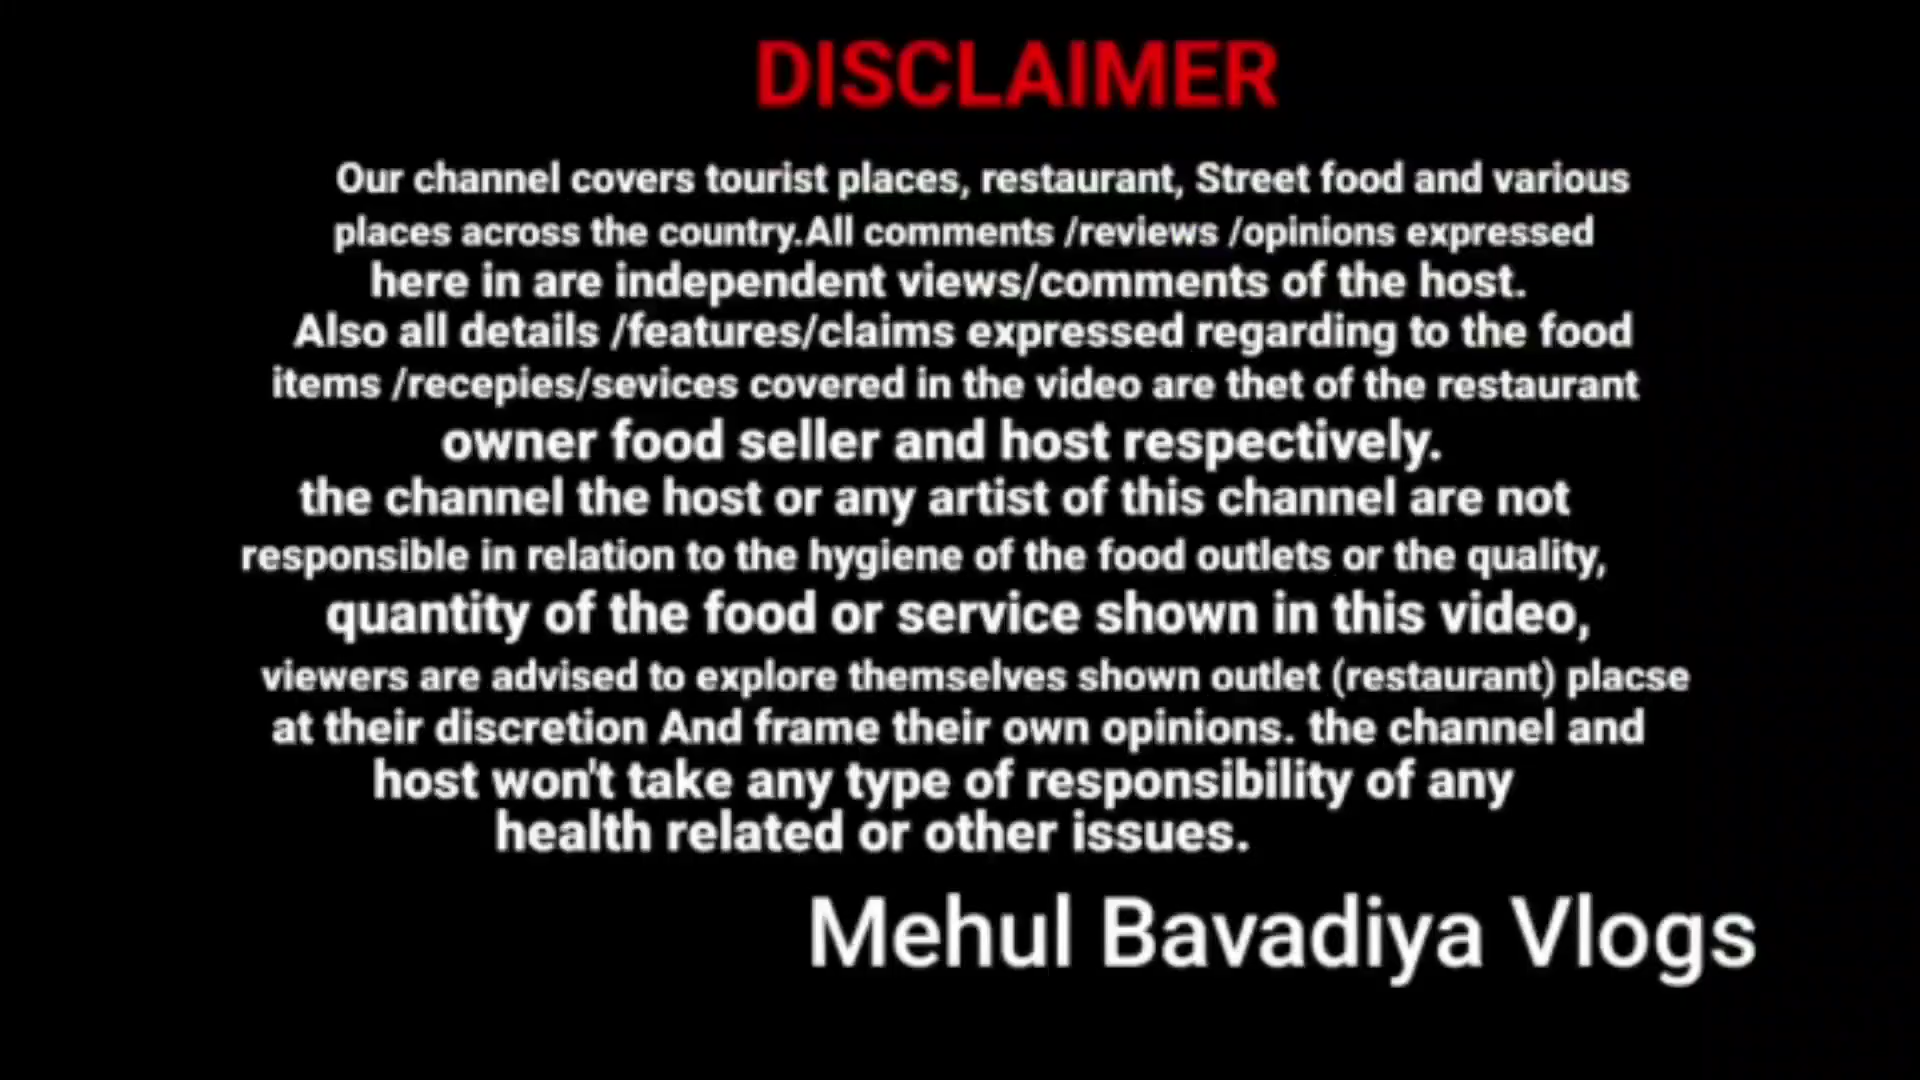 DISCLAIMER
Our channel covers tourist places, restaurant, Street food and various
places across the country.All comments /reviews /opinions expressed
here in are independent views/comments of the host.
Also all details /features/claims expressed regarding to the food
items /recepies/sevices covered in the video are thet of the restaurant
owner food seller and host respectively.
the channel the host or any artist of this channel are not
responsible in relation to the hygiene of the food outlets or the quality,
quantity of the food or service shown in this video,
viewers are advised to explore themselves shown outlet (restaurant) placse
at their discretion And frame their own opinions. the channel and
host won't take any type of responsibility of any
health related or other issues.
Mehul Bavadiya Vlogs